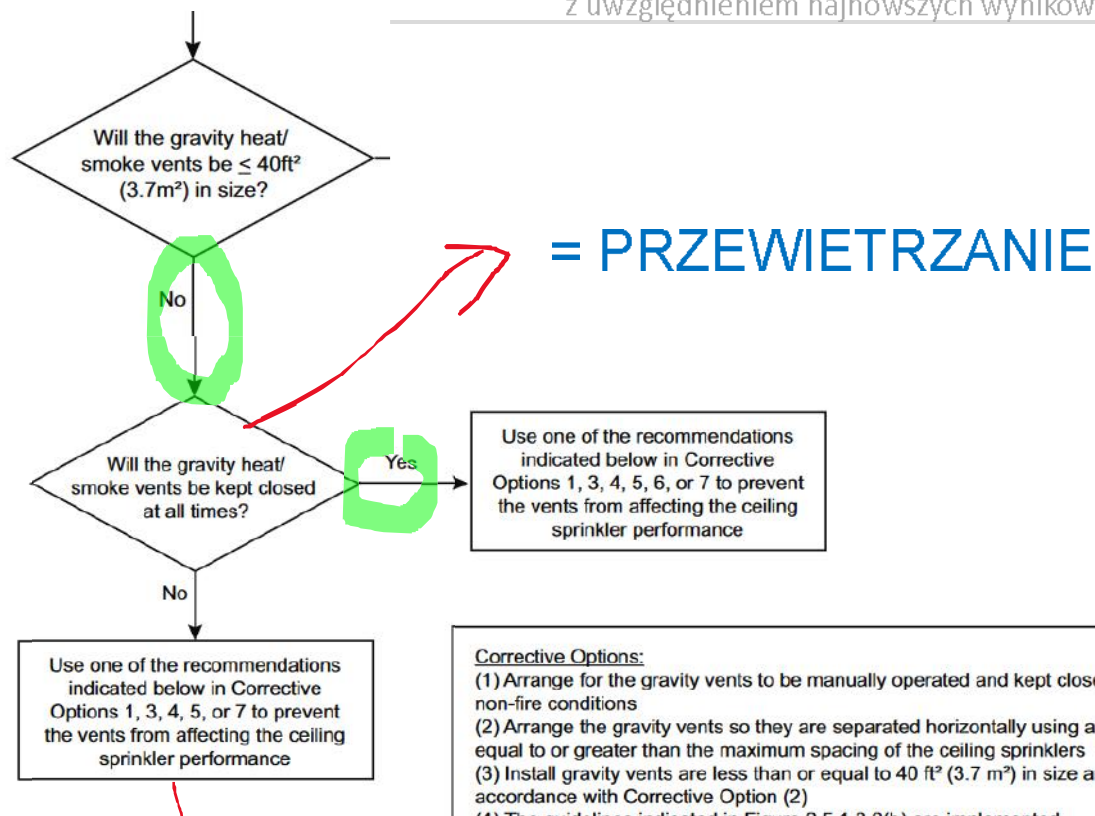 z uwzględnieniem najnowszych wyników
Will the gravity heat/
smoke vents be ≤ 40ft²
(3.7m²) in size?
= PRZEWIETRZANIE
No
Will the gravity heat/
smoke vents be kept closed
at all times?
Yes
Use one of the recommendations
indicated below in Corrective
Options 1, 3, 4, 5, 6, or 7 to prevent
the vents from affecting the ceiling
sprinkler performance
No
Use one of the recommendations
indicated below in Corrective
Options 1, 3, 4, 5, or 7 to prevent
the vents from affecting the ceiling
sprinkler performance
Corrective Options:
(1) Arrange for the gravity vents to be manually operated and kept close
non-fire conditions
(2) Arrange the gravity vents so they are separated horizontally using a
equal to or greater than the maximum spacing of the ceiling sprinklers
(3) Install gravity vents are less than or equal to 40 ft² (3.7 m²) in size a
accordance with Corrective Option (2)